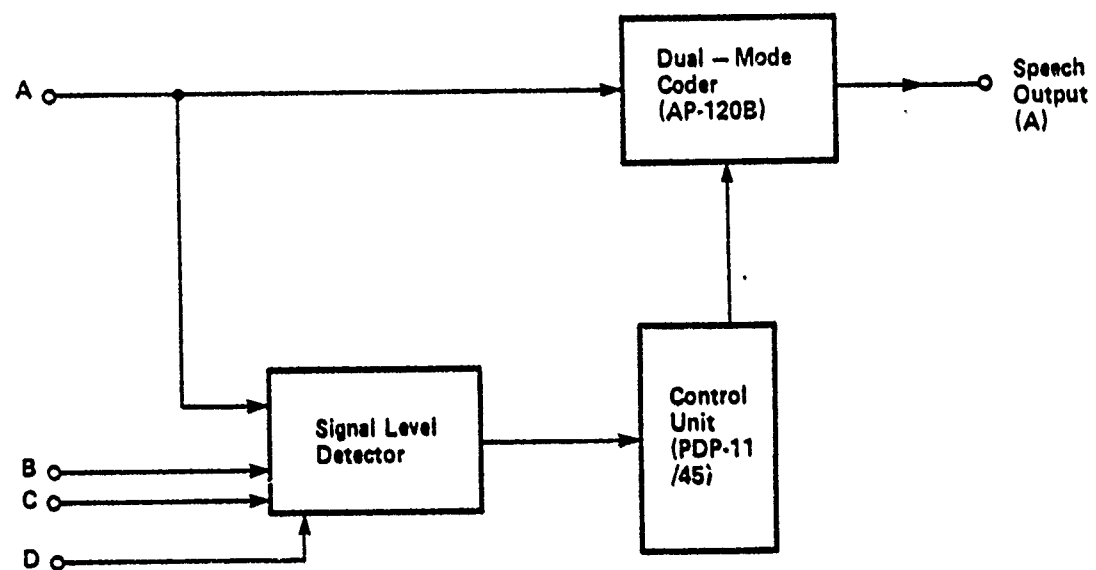 A
Dual — Mode
Coder
(AP-120B)
Speech
Output
(A)
Control
Unit
(PDP-11
/45)
Signal Level
Detector
B
C
D